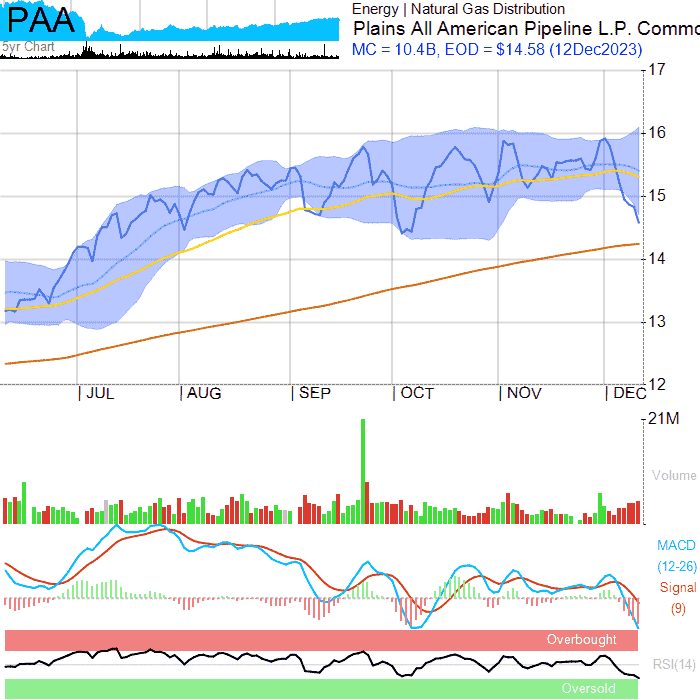 PAA
5yr Chart
Energy | Natural Gas Distribution
Plains All American Pipeline L.P. Commo
MC = 10.4B, EOD = $14.58 (12Dec2023)
17
16
15
14
13
12
JUL AUG SEP OCT NOV DEC
21M
Volume
MACD
(12-26)
Signal
(9)
Overbought
RSI(14)
Oversold